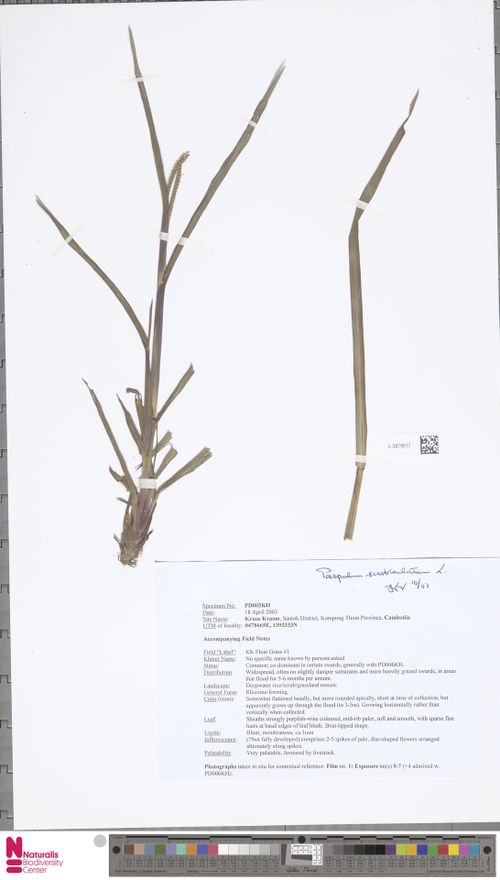 L.3979517
Paspalum scrobiculatum L.
10/03
Specimen No: PD005KH
Date: 18 April 2003
Site Name: Kraus Kraom, Santuk District, Kompong Thom Province, Cambodia
UTM of locality: 0478665E, 1393333N
Accompanying Field Notes
Field "Label": KK Float Grass #1
Khmer Name: No specific name known by persons asked
Status: Common; co-dominant in certain swards, generally with PD006KH.
Distribution: Widespread, often on slightly damper substrates and more heavily grazed swards, in areas
that flood for 5-6 months per annum.
Landscape: Deepwater rice/scrub/grassland mosaic
General Form: Rhizome-forming.
Culm (stem): Somewhat flattened basally, but more rounded apically, short at time of collection, but
apparently grows up through the flood (to 3-5m). Growing horizontally rather than
vertically when collected.
Leaf: Sheaths strongly purplish-wine coloured, mid-rib paler, soft and smooth, with sparse fine
hairs at basal edges of leaf blade. Boat-tipped shape.
Ligule: Blunt, membranous, ca 1mm
Inflorescence: (?Not fully developed) comprises 2-5 spikes of pale, disc-shaped flowers arranged
alternately along spikes.
Palatability: Very palatable, favoured by livestock.
Photographs taken in situ for contextual reference: Film no. 1: Exposure no(s) 5-7 (+4 admixed w.
PD006KH).
Naturalis
Biodiversity
Center
Golden Thread